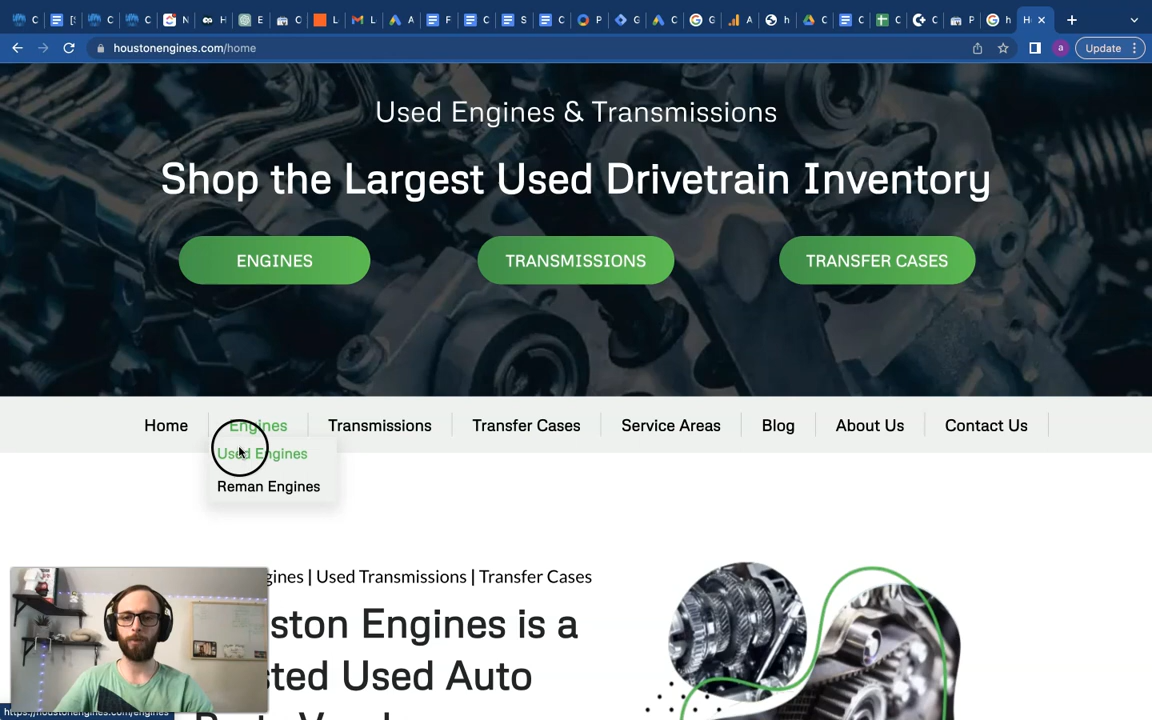 houstonengines.com/home
a
Update
Used Engines & Transmissions
Shop the Largest Used Drivetrain Inventory
ENGINES
TRANSMISSIONS
TRANSFER CASES
Home
Engines
Transmissions
Transfer Cases
Service Areas
Blog
About Us
Contact Us
Used Engines
Reman Engines
gines | Used Transmissions | Transfer Cases
ston Engines is a
sted Used Auto
https://houstonengines.com/engines